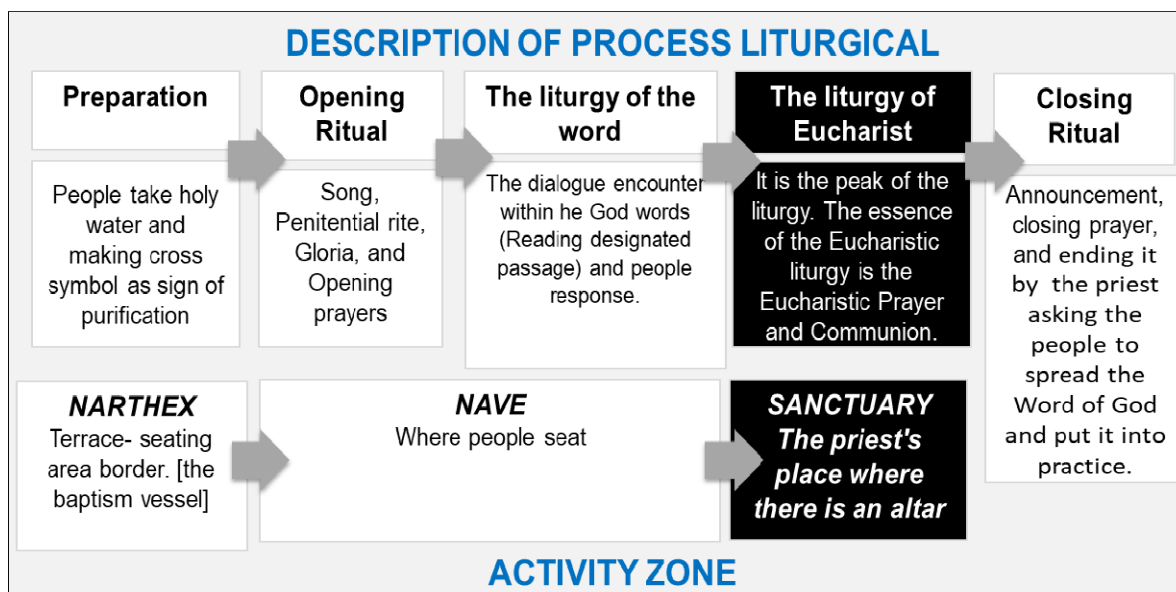 DESCRIPTION OF PROCESS LITURGICAL
Preparation
People take holy
water and
making cross
symbol as sign of
purification
Opening
Ritual
Song,
Penitential rite,
Gloria, and
Opening
prayers
The liturgy of the
word
The dialogue encounter
within he God words
(Reading designated
passage) and people
response.
The liturgy of
Eucharist
It is the peak of the
liturgy. The essence
of the Eucharistic
liturgy is the
Eucharistic Prayer
and Communion.
Closing
Ritual
Announcement,
closing prayer,
and ending it
by the priest
asking the
people to
spread the
Word of God
and put it into
practice.
NARTHEX
Terrace- seating
area border. [the
baptism vessel]
NAVE
Where people seat
SANCTUARY
The priest's
place where
there is an altar
ACTIVITY ZONE